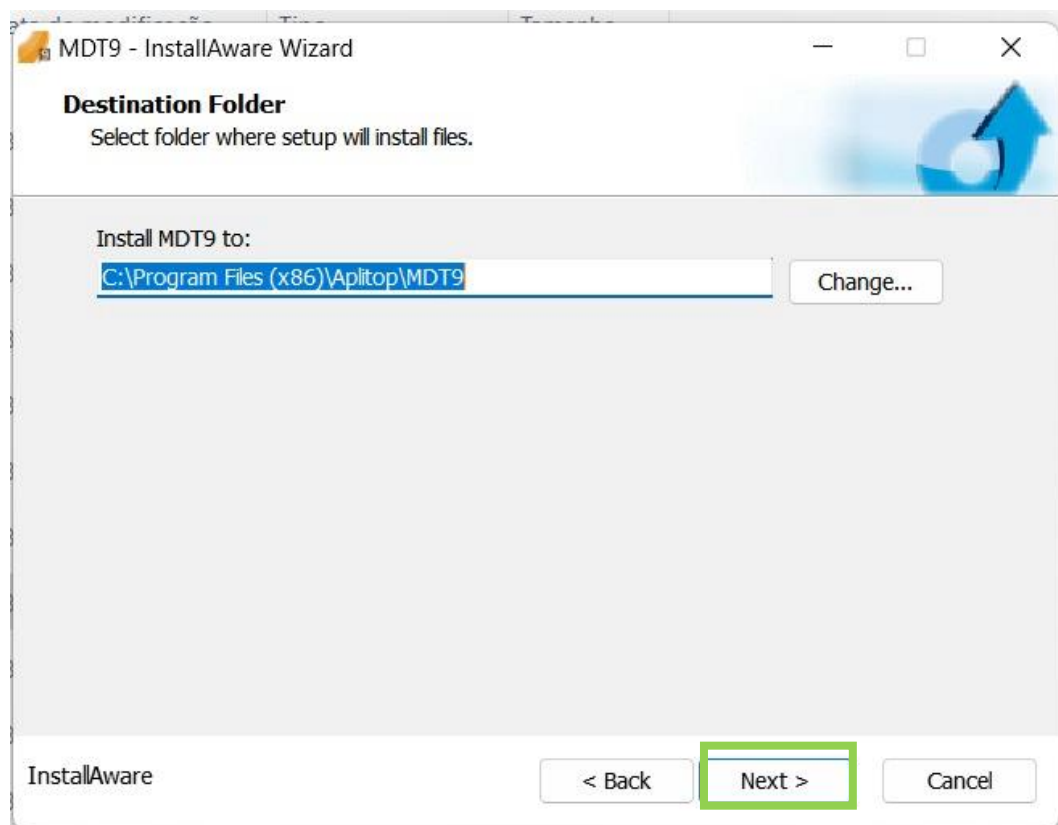 MDT9 - InstallAware Wizard
Destination Folder
Select folder where setup will install files.
Install MDT9 to:
C:\Program Files (x86)\Aplitop\MDT9
Change...
InstallAware
< Back
Next >
Cancel